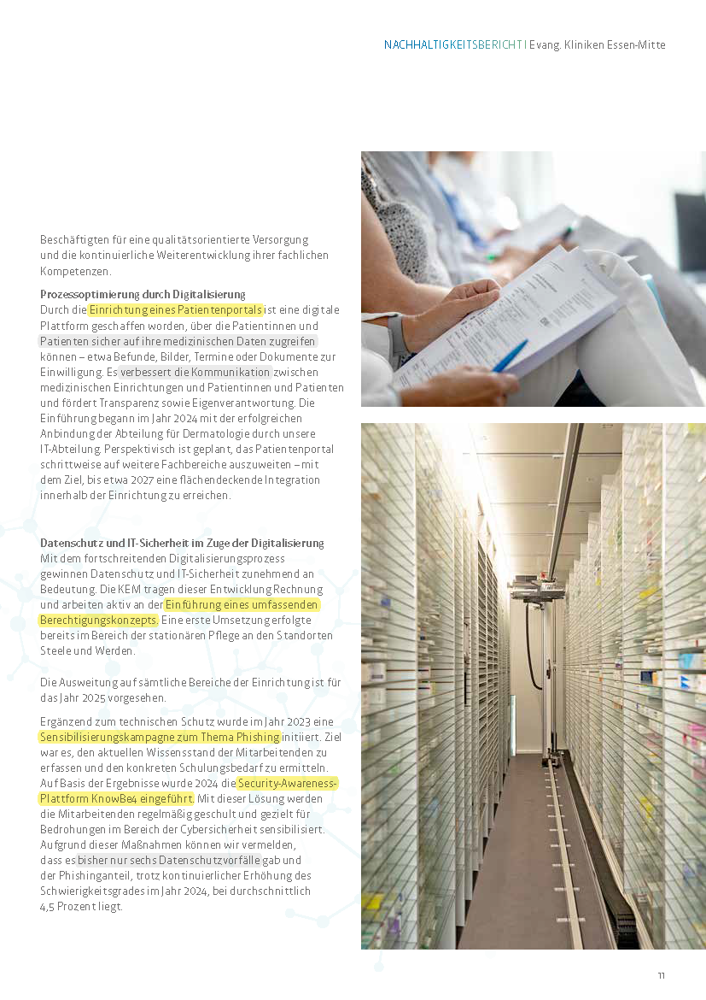 NACHHALTIGKEITSBERICHT | Evang. Kliniken Essen-Mitte
Beschäftigten für eine qualitätsorientierte Versorgung
und die kontinuierliche Weiterentwicklung ihrer fachlichen
Kompetenzen.
Prozessoptimierung durch Digitalisierung
Durch die Einrichtung eines Patientenportals ist eine digitale
Plattform geschaffen worden, über die Patientinnen und
Patienten sicher auf ihre medizinischen Daten zugreifen
können – etwa Befunde, Bilder, Termine oder Dokumente zur
Einwilligung. Es verbessert die Kommunikation zwischen
medizinischen Einrichtungen und Patientinnen und Patienten
und fördert Transparenz sowie Eigenverantwortung. Die
Einführung begann im Jahr 2024 mit der erfolgreichen
Anbindung der Abteilung für Dermatologie durch unsere
IT-Abteilung. Perspektivisch ist geplant, das Patientenportal
schrittweise auf weitere Fachbereiche auszuweiten – mit
dem Ziel, bis etwa 2027 eine flächendeckende Integration
innerhalb der Einrichtung zu erreichen.
Datenschutz und IT-Sicherheit im Zuge der Digitalisierung
Mit dem fortschreitenden Digitalisierungsprozess
gewinnen Datenschutz und IT-Sicherheit zunehmend an
Bedeutung. Die KEM tragen dieser Entwicklung Rechnung
und arbeiten aktiv an der Einführung eines umfassenden
Berechtigungskonzepts. Eine erste Umsetzung erfolgte
bereits im Bereich der stationären Pflege an den Standorten
Steele und Werden.
Die Ausweitung auf sämtliche Bereiche der Einrichtung ist für
das Jahr 2025 vorgesehen.
Ergänzend zum technischen Schutz wurde im Jahr 2023 eine
Sensibilisierungskampagne zum Thema Phishing initiiert. Ziel
war es, den aktuellen Wissensstand der Mitarbeitenden zu
erfassen und den konkreten Schulungsbedarf zu ermitteln.
Auf Basis der Ergebnisse wurde 2024 die Security-Awareness-
Plattform KnowBe4 eingeführt. Mit dieser Lösung werden
die Mitarbeitenden regelmäßig geschult und gezielt für
Bedrohungen im Bereich der Cybersicherheit sensibilisiert.
Aufgrund dieser Maßnahmen können wir vermelden,
dass es bisher nur sechs Datenschutzvorfälle gab und
der Phishinganteil, trotz kontinuierlicher Erhöhung des
Schwierigkeitsgrades im Jahr 2024, bei durchschnittlich
4,5 Prozent liegt.
11